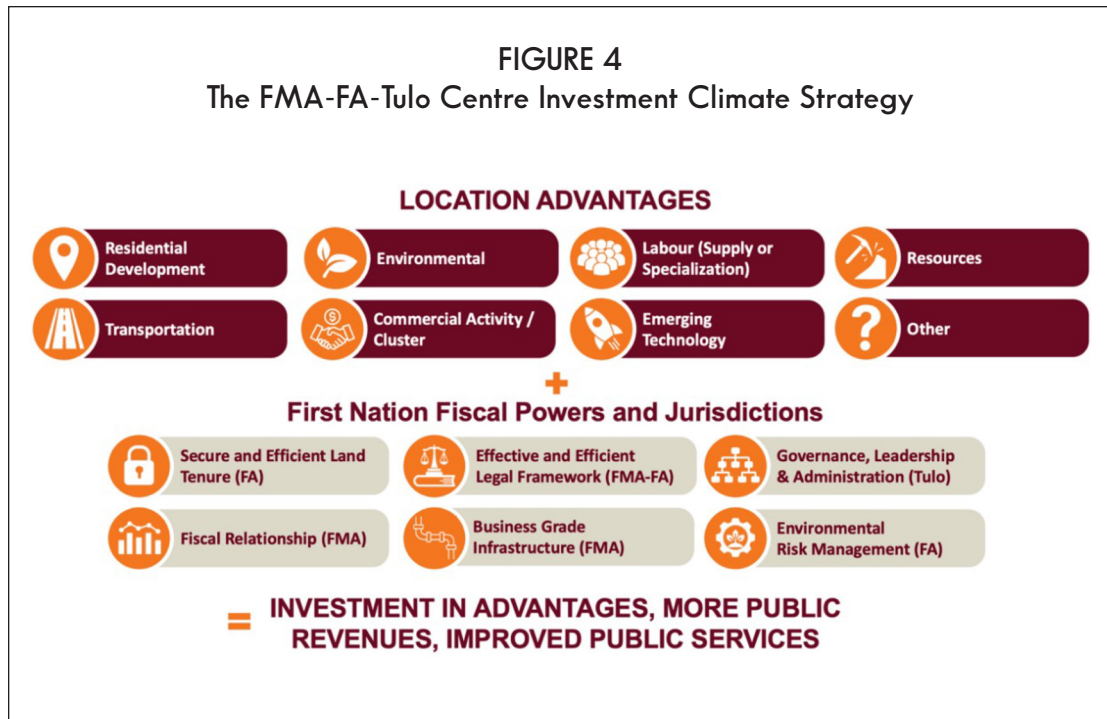 FIGURE 4
The FMA-FA-Tulo Centre Investment Climate Strategy
LOCATION ADVANTAGES
Residential
Development
Environmental
Labour (Supply or
Specialization)
Resources
Transportation
$
Commercial Activity /
Cluster
Emerging
Technology
?
Other
+
First Nation Fiscal Powers and Jurisdictions
Secure and Efficient Land
Tenure (FA)
Effective and Efficient
Legal Framework (FMA-FA)
Governance, Leadership
& Administration (Tulo)
Fiscal Relationship (FMA)
Business Grade
Infrastructure (FMA)
Environmental
Risk Management (FA)
= INVESTMENT IN ADVANTAGES, MORE PUBLIC
REVENUES, IMPROVED PUBLIC SERVICES